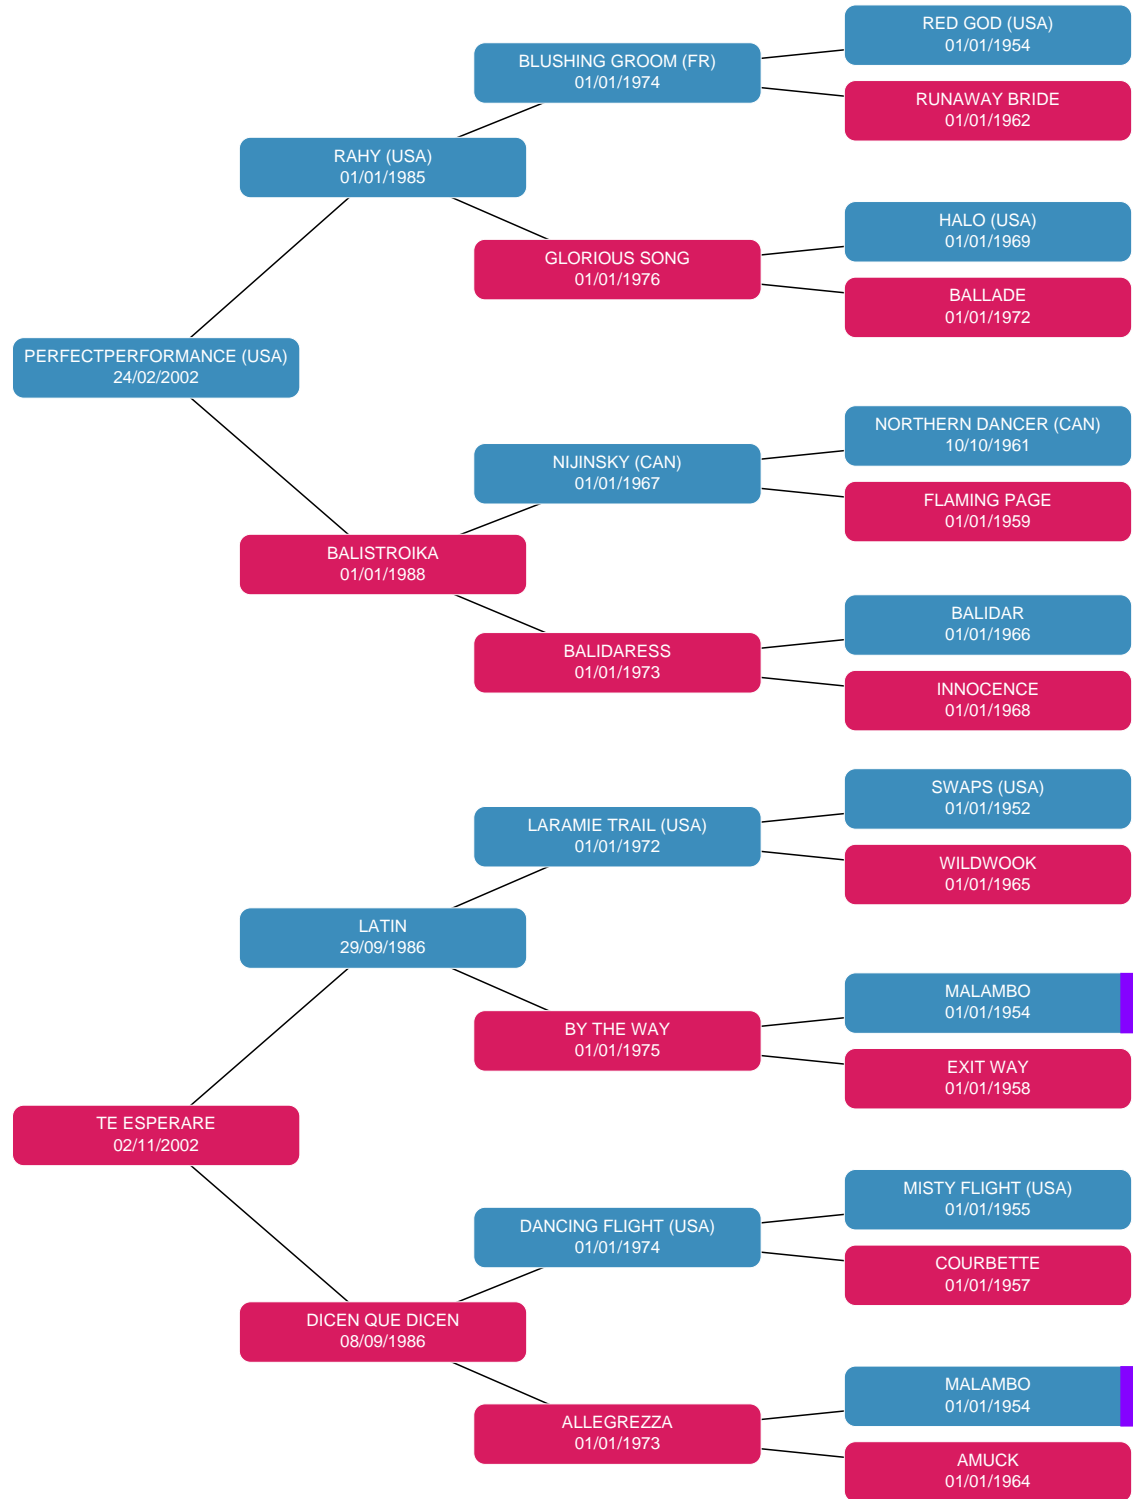 RED GOD (USA)
01/01/1954
BLUSHING GROOM (FR)
01/01/1974
RUNAWAY BRIDE
01/01/1962
RAHY (USA)
01/01/1985
HALO (USA)
01/01/1969
GLORIOUS SONG
01/01/1976
BALLADE
01/01/1972
PERFECTPERFORMANCE (USA)
24/02/2002
NORTHERN DANCER (CAN)
10/10/1961
NIJINSKY (CAN)
01/01/1967
FLAMING PAGE
01/01/1959
BALISTROIKA
01/01/1988
BALIDAR
01/01/1966
BALIDARESS
01/01/1973
INNOCENCE
01/01/1968
SWAPS (USA)
01/01/1952
LARAMIE TRAIL (USA)
01/01/1972
WILDWOOK
01/01/1965
LATIN
29/09/1986
MALAMBO
01/01/1954
BY THE WAY
01/01/1975
EXIT WAY
01/01/1958
TE ESPERARE
02/11/2002
MISTY FLIGHT (USA)
01/01/1955
DANCING FLIGHT (USA)
01/01/1974
COURBETTE
01/01/1957
DICEN QUE DICEN
08/09/1986
MALAMBO
01/01/1954
ALLEGREZZA
01/01/1973
AMUCK
01/01/1964